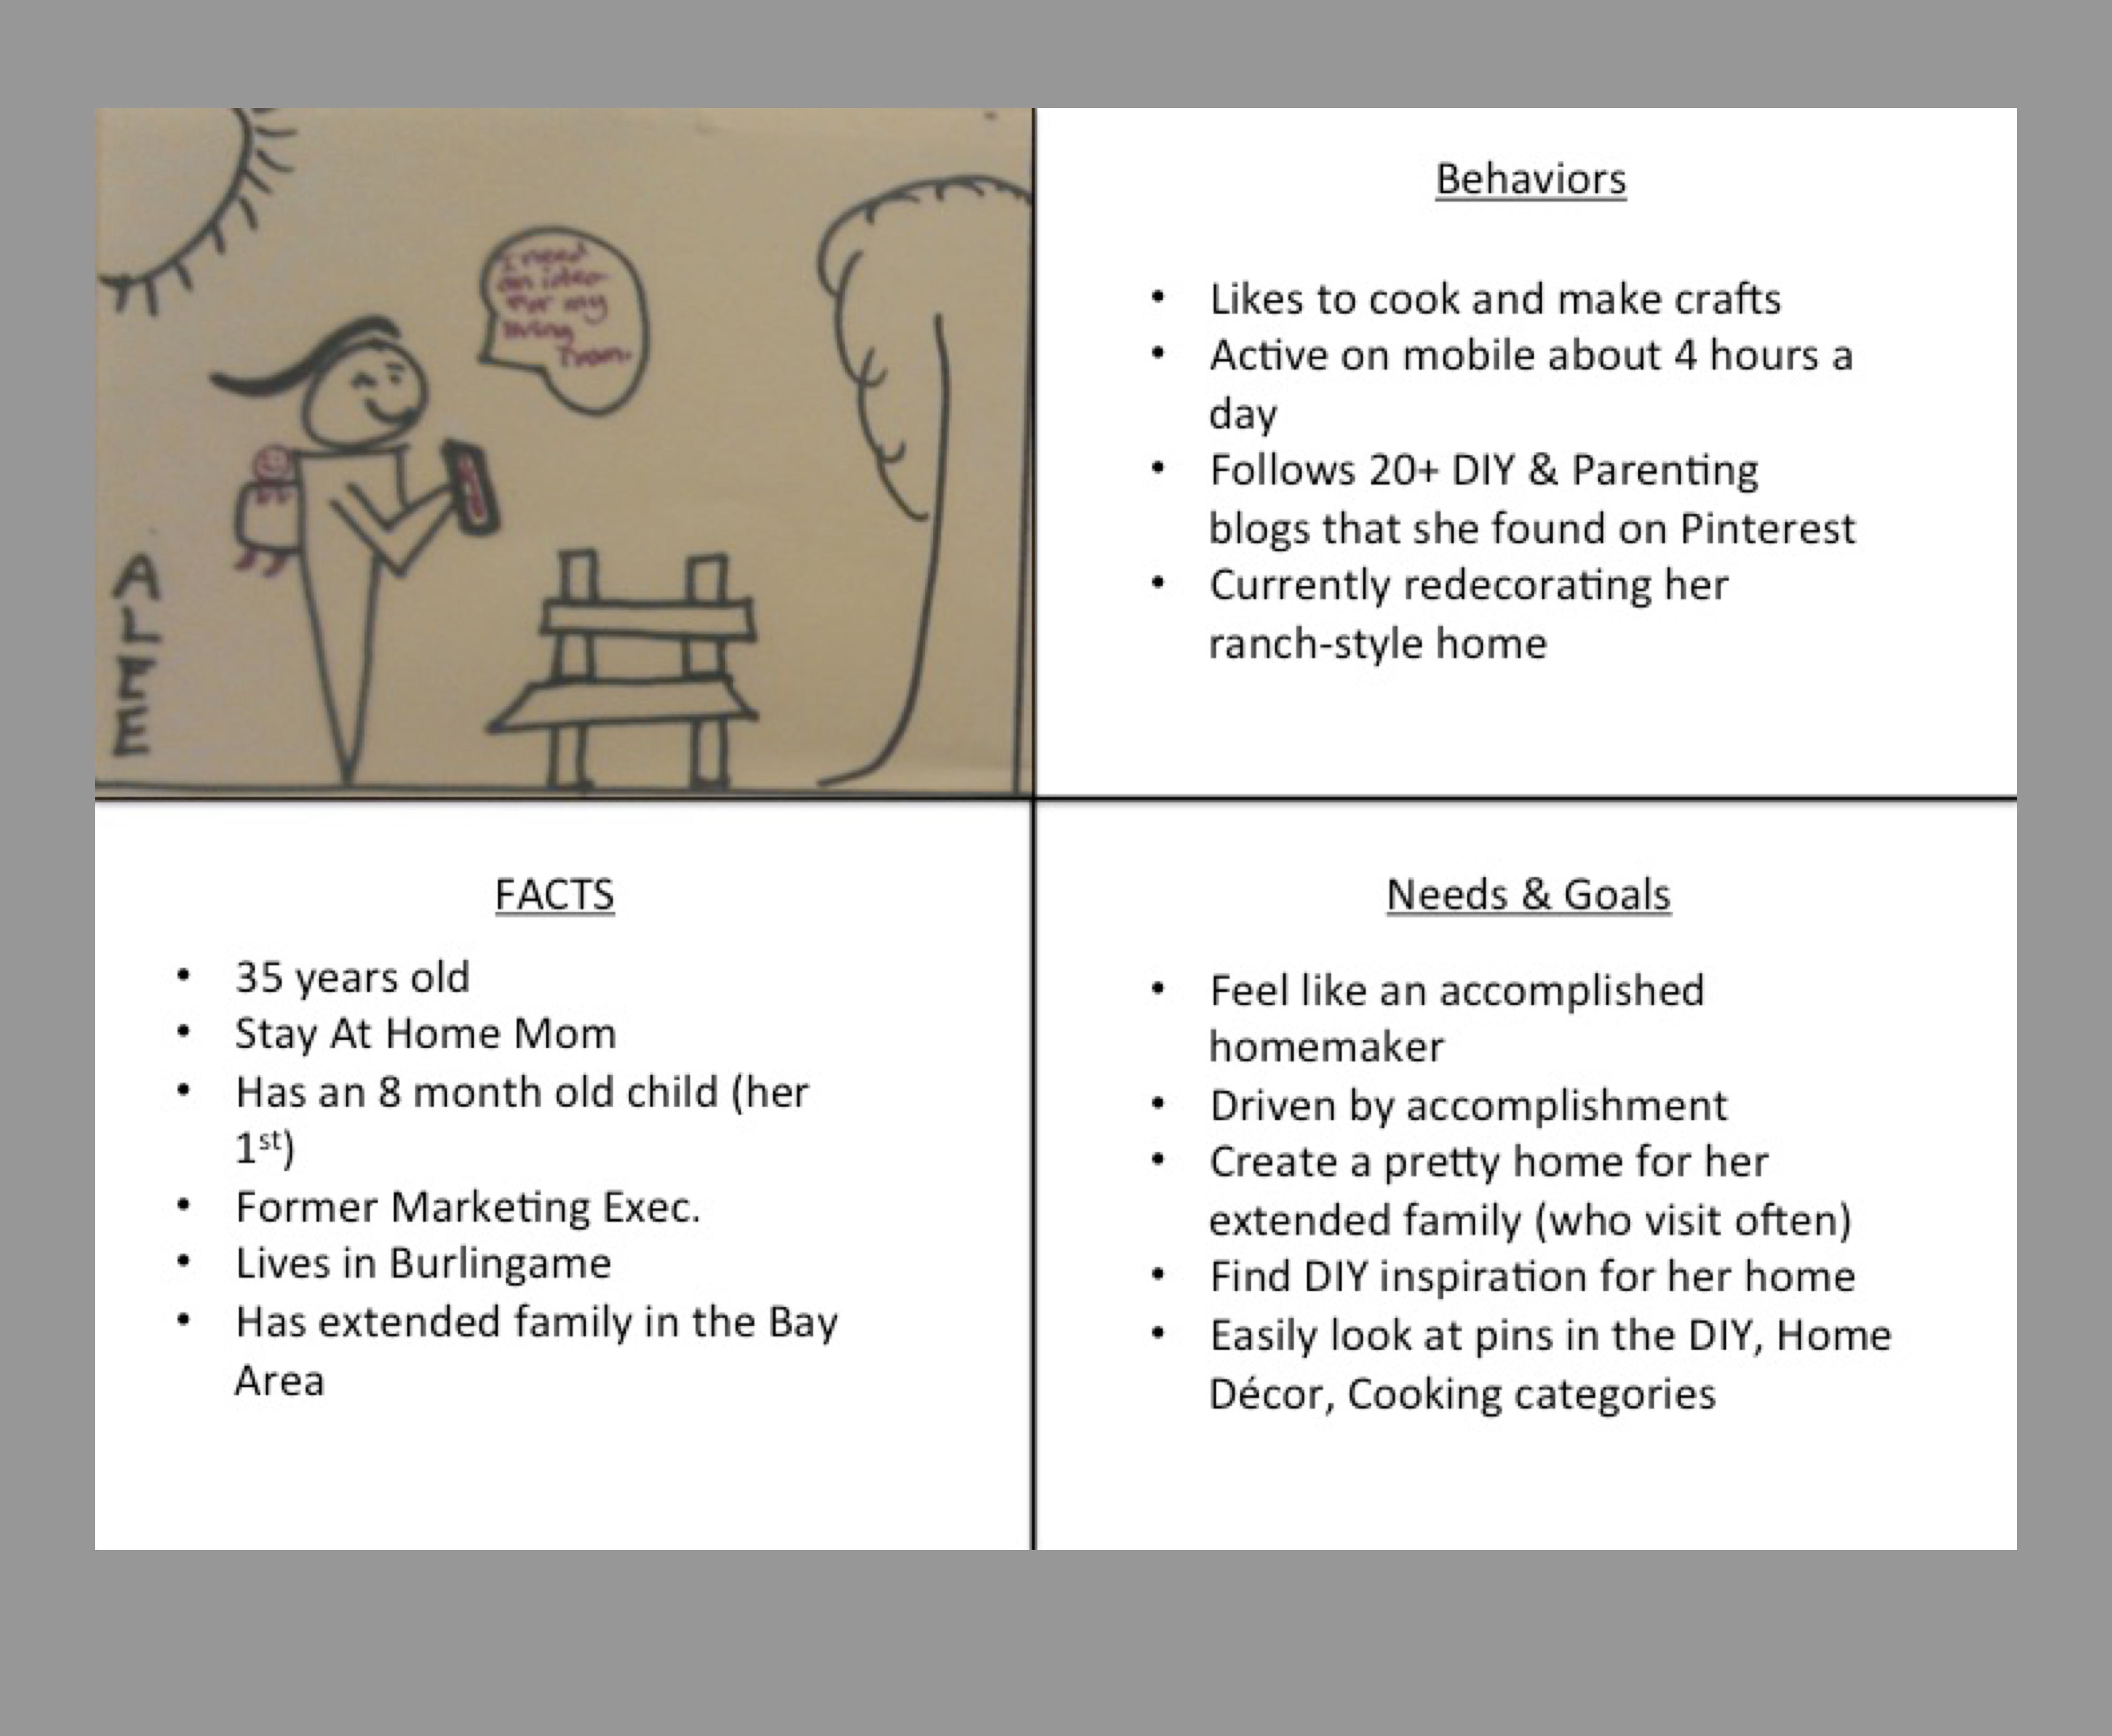 I need
an idea
for my
living
room.
ALEE
Behaviors
• Likes to cook and make crafts
• Active on mobile about 4 hours a
day
• Follows 20+ DIY & Parenting
blogs that she found on Pinterest
• Currently redecorating her
ranch-style home
FACTS
• 35 years old
• Stay At Home Mom
• Has an 8 month old child (her
1st)
• Former Marketing Exec.
• Lives in Burlingame
• Has extended family in the Bay
Area
Needs & Goals
• Feel like an accomplished
homemaker
• Driven by accomplishment
• Create a pretty home for her
extended family (who visit often)
• Find DIY inspiration for her home
• Easily look at pins in the DIY, Home
Décor, Cooking categories